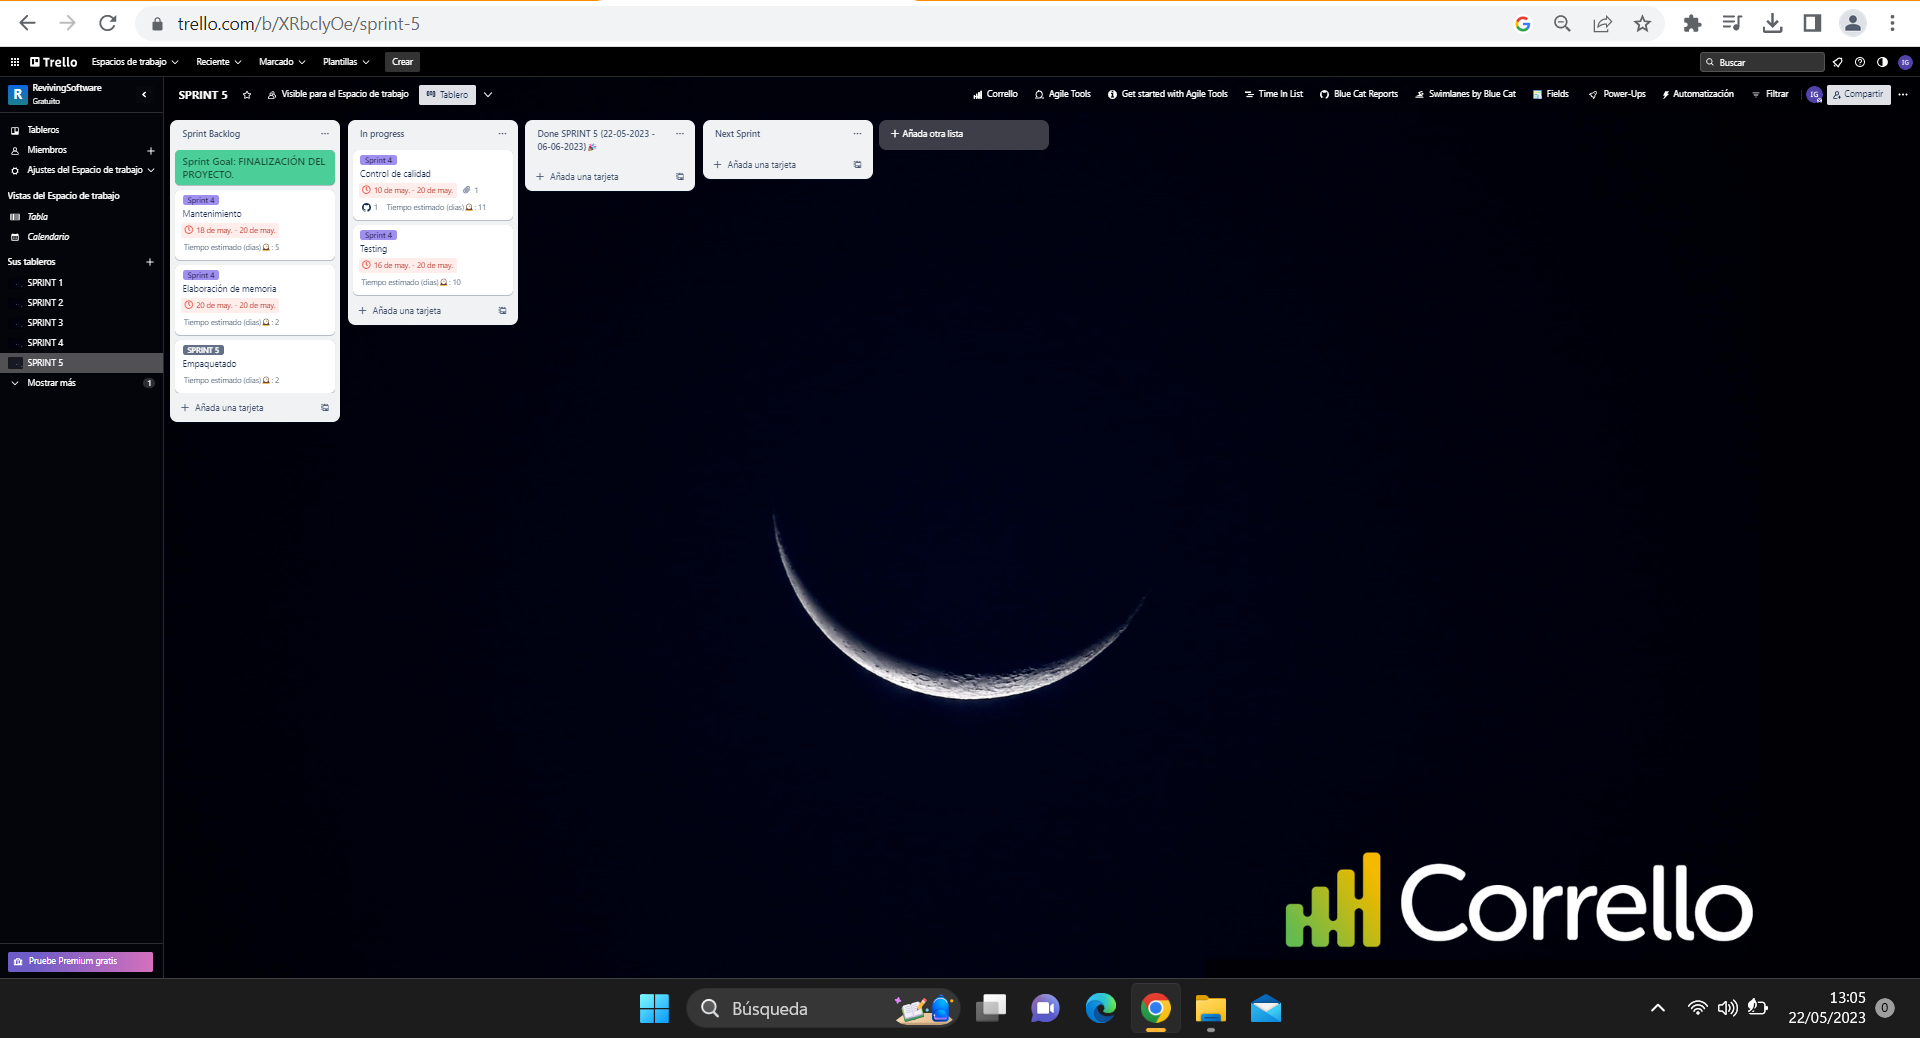 trello.com/b/XRbclyOe/sprint-5
Trello
Espacios de trabajo
Reciente
Marcado
Plantillas
Crear
Buscar
IG
R
RevivingSoftware
Gratuito
SPRINT 5
Visible para el Espacio de trabajo
Tablero
Corrello
Agile Tools
Get started with Agile Tools
Time In List
Blue Cat Reports
Swimlanes by Blue Cat
Fields
Power-Ups
Automatización
Filtrar
IG
Compartir
Tableros
Miembros
Ajustes del Espacio de trabajo
Vistas del Espacio de trabajo
Tabla
Calendario
Sus tableros
SPRINT 1
SPRINT 2
SPRINT 3
SPRINT 4
SPRINT 5
Mostrar más
1
Pruebe Premium gratis
Sprint Backlog
Sprint Goal: FINALIZACIÓN DEL
PROYECTO.
Sprint 4
Mantenimiento
18 de may. - 20 de may.
Tiempo estimado (días) : 5
Sprint 4
Elaboración de memoria
20 de may. - 20 de may.
Tiempo estimado (días) : 2
SPRINT 5
Empaquetado
Tiempo estimado (días) : 2
Añada una tarjeta
In progress
Sprint 4
Control de calidad
10 de may. - 20 de may.
1
1
Tiempo estimado (días) : 11
Sprint 4
Testing
16 de may. - 20 de may.
Tiempo estimado (días) : 10
Añada una tarjeta
Done SPRINT 5 (22-05-2023 -
06-06-2023)🎉
Añada una tarjeta
Next Sprint
Añada una tarjeta
Añada otra lista
Corrello
Búsqueda
13:05
22/05/2023
0